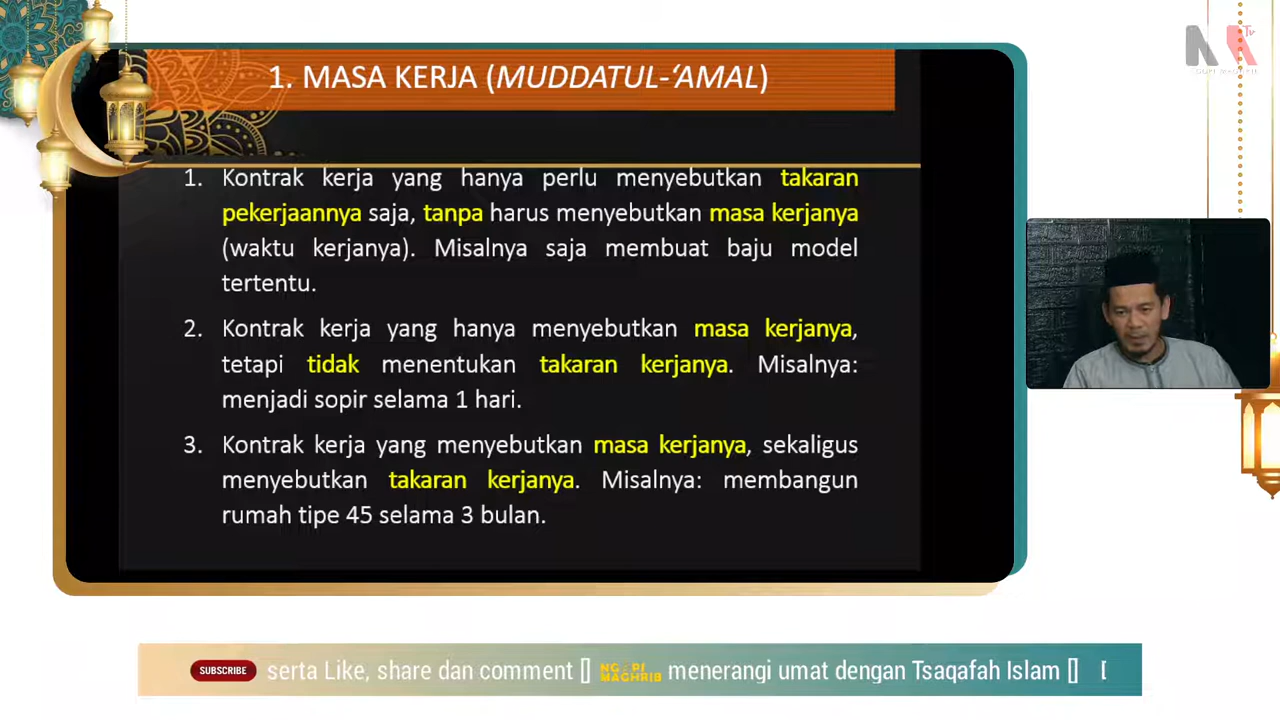 1. MASA KERJA (MUDDATUL-‘AMAL)
1. Kontrak kerja yang hanya perlu menyebutkan takaran
pekerjaannya saja, tanpa harus menyebutkan masa kerjanya
(waktu kerjanya). Misalnya saja membuat baju model
tertentu.
2. Kontrak kerja yang hanya menyebutkan masa kerjanya,
tetapi tidak menentukan takaran kerjanya. Misalnya:
menjadi sopir selama 1 hari.
3. Kontrak kerja yang menyebutkan masa kerjanya, sekaligus
menyebutkan takaran kerjanya. Misalnya: membangun
rumah tipe 45 selama 3 bulan.
Tv
SUBSCRIBE serta Like, share dan comment [] NGOPI MAGHRIB menerangi umat dengan Tsaqafah Islam [] [